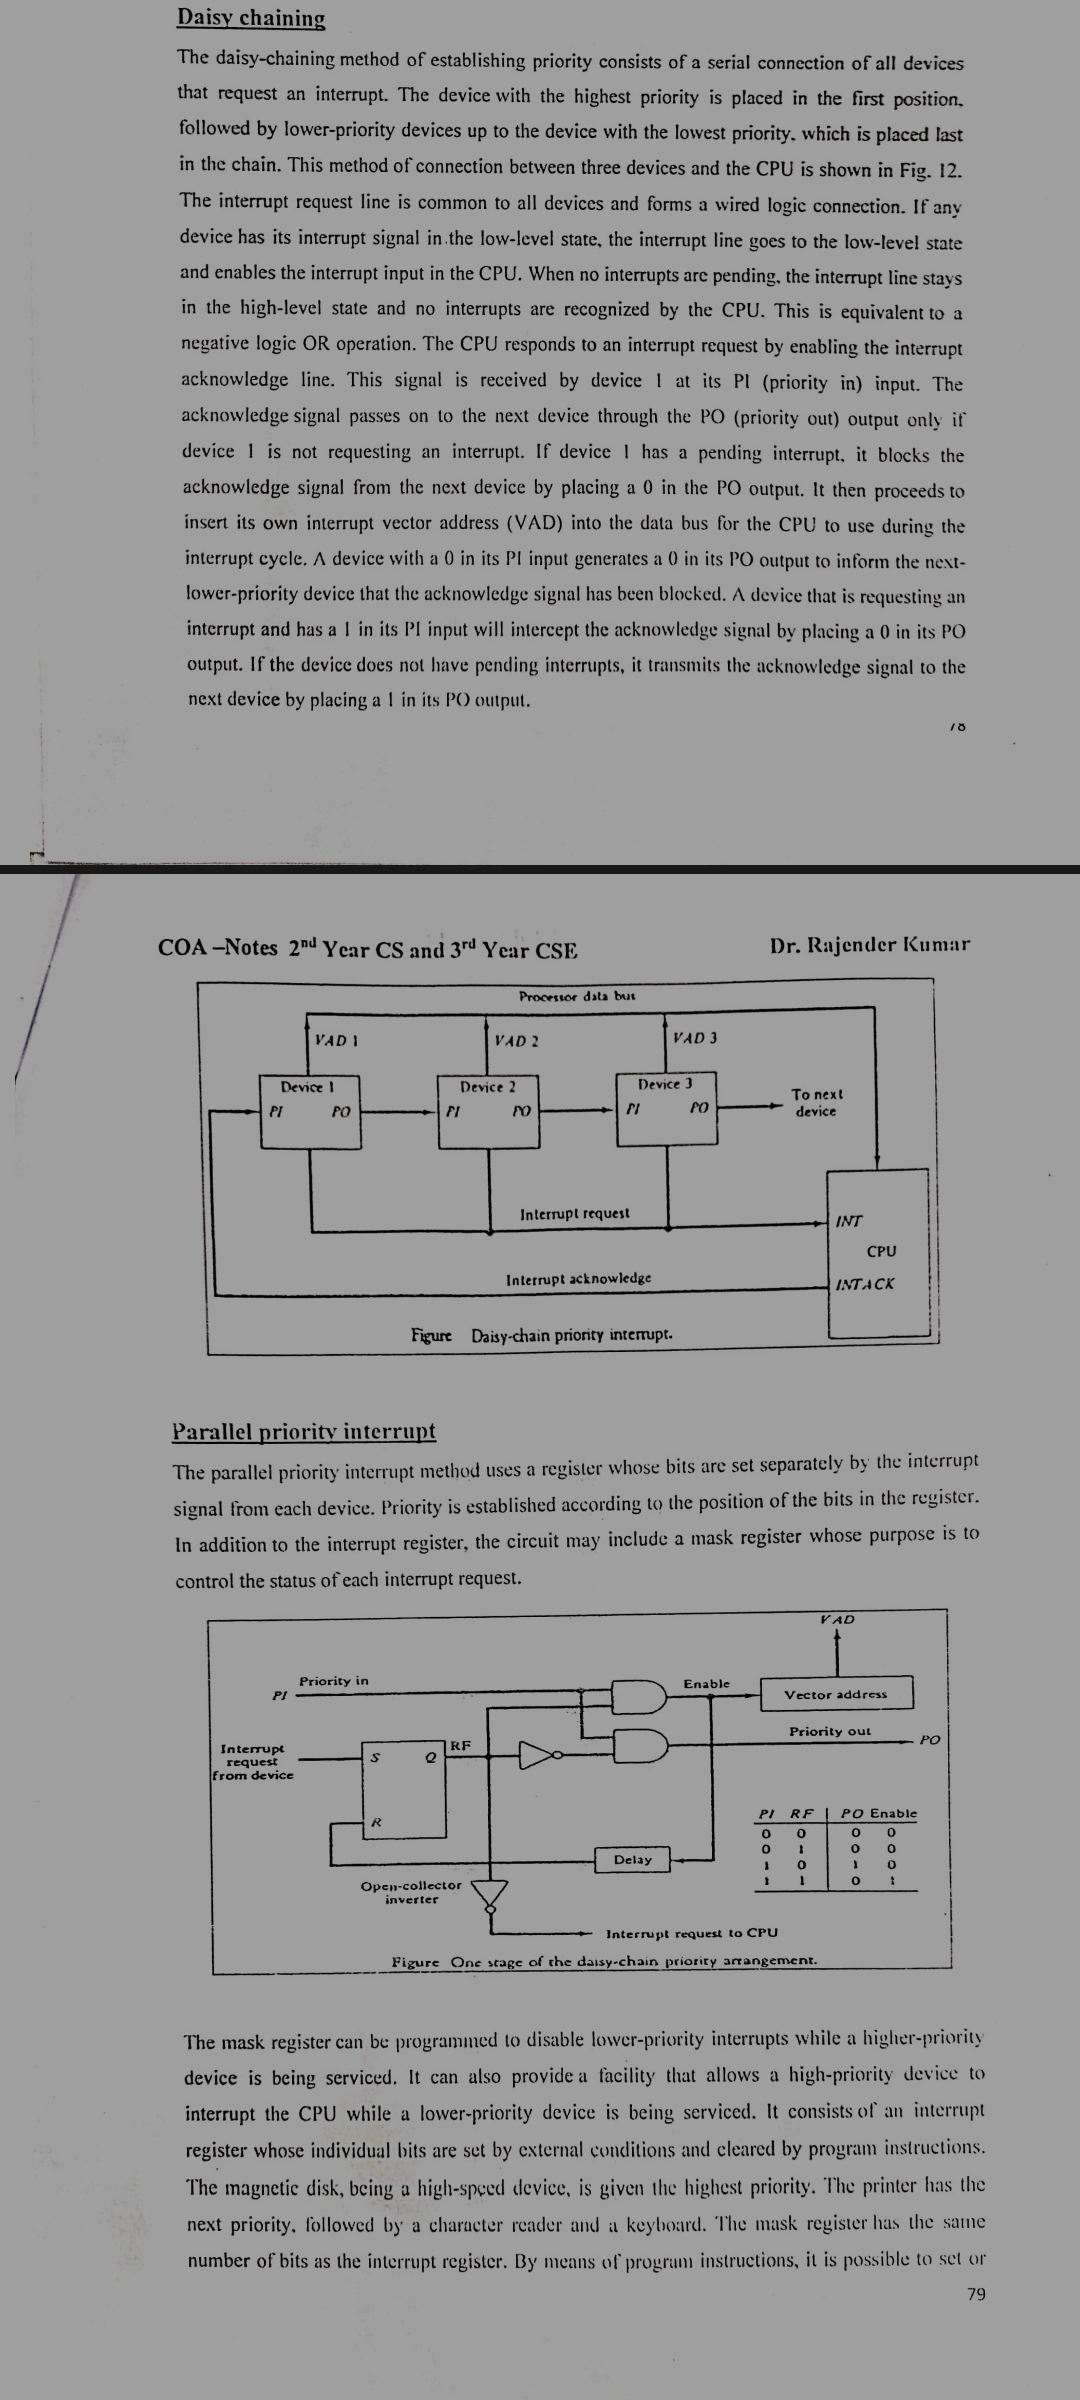 Daisy chaining
The daisy-chaining method of establishing priority consists of a serial connection of all devices
that request an interrupt. The device with the highest priority is placed in the first position,
followed by lower-priority devices up to the device with the lowest priority, which is placed last
in the chain. This method of connection between three devices and the CPU is shown in Fig. 12.
The interrupt request line is common to all devices and forms a wired logic connection. If any
device has its interrupt signal in the low-level state, the interrupt line goes to the low-level state
and enables the interrupt input in the CPU. When no interrupts are pending, the interrupt line stays
in the high-level state and no interrupts are recognized by the CPU. This is equivalent to a
negative logic OR operation. The CPU responds to an interrupt request by enabling the interrupt
acknowledge line. This signal is received by device 1 at its PI (priority in) input. The
acknowledge signal passes on to the next device through the PO (priority out) output only if
device 1 is not requesting an interrupt. If device 1 has a pending interrupt, it blocks the
acknowledge signal from the next device by placing a 0 in the PO output. It then proceeds to
insert its own interrupt vector address (VAD) into the data bus for the CPU to use during the
interrupt cycle. A device with a 0 in its PI input generates a 0 in its PO output to inform the next-
lower-priority device that the acknowledge signal has been blocked. A device that is requesting an
interrupt and has a 1 in its PI input will intercept the acknowledge signal by placing a 0 in its PO
output. If the device does not have pending interrupts, it transmits the acknowledge signal to the
next device by placing a 1 in its PO output.
COA –Notes 2nd Year CS and 3rd Year CSE Dr. Rajender Kumar
Processor data bus
VAD 1 VAD 2 VAD 3
Device 1 Device 2 Device 3
PI PO PI PO PI PO
To next
device
Interrupt request
INT
CPU
Interrupt acknowledge
INTACK
Figure Daisy-chain priority interrupt.
Parallel priority interrupt
The parallel priority interrupt method uses a register whose bits are set separately by the interrupt
signal from each device. Priority is established according to the position of the bits in the register.
In addition to the interrupt register, the circuit may include a mask register whose purpose is to
control the status of each interrupt request.
VAD
Priority in
PI
Enable
Vector address
Priority out
PO
Interrupt
request
from device
S Q
RF
R
PI RF PO Enable
0 0 0 0
0 1 0 0
1 0 1 0
1 1 0 1
Delay
Open-collector
inverter
Interrupt request to CPU
Figure One stage of the daisy-chain priority arrangement.
The mask register can be programmed to disable lower-priority interrupts while a higher-priority
device is being serviced. It can also provide a facility that allows a high-priority device to
interrupt the CPU while a lower-priority device is being serviced. It consists of an interrupt
register whose individual bits are set by external conditions and cleared by program instructions.
The magnetic disk, being a high-speed device, is given the highest priority. The printer has the
next priority, followed by a character reader and a keyboard. The mask register has the same
number of bits as the interrupt register. By means of program instructions, it is possible to set or
79